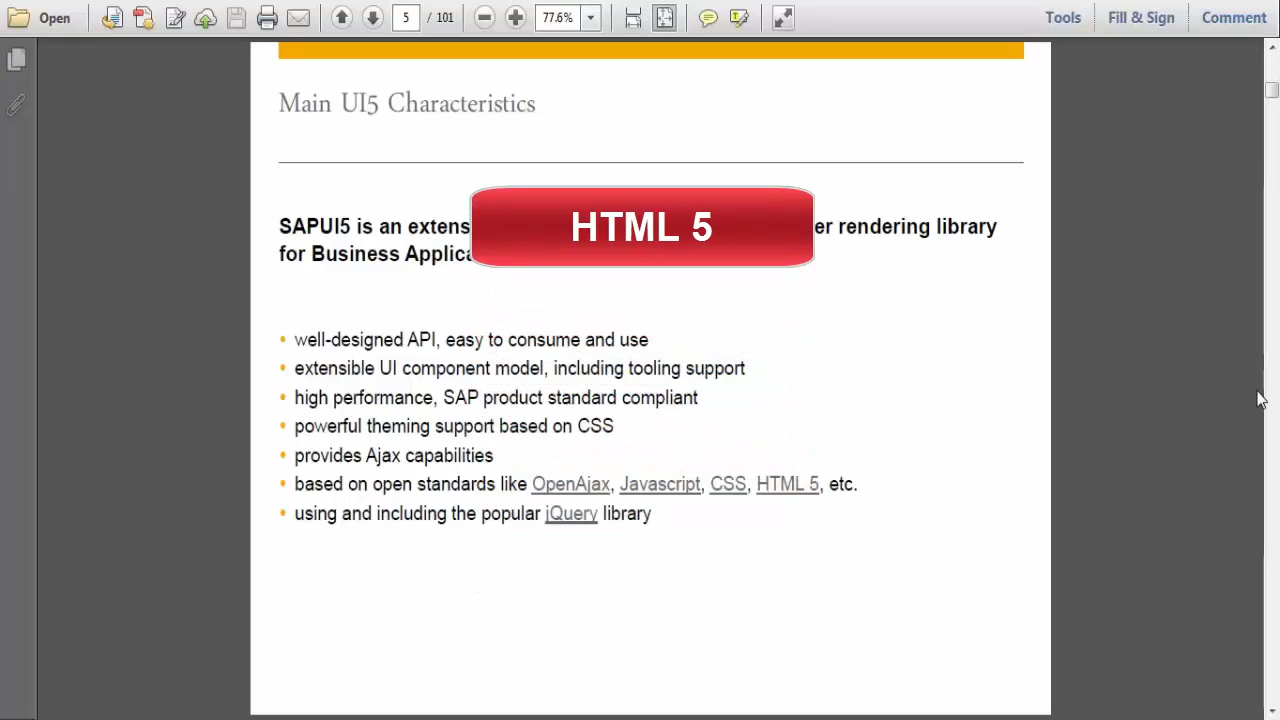 Open
5 / 101
77.6%
Tools
Fill & Sign
Comment
Main UI5 Characteristics
HTML 5
SAPUI5 is an er rendering library
for Business
• well-designed API, easy to consume and use
• extensible UI component model, including tooling support
• high performance, SAP product standard compliant
• powerful theming support based on CSS
• provides Ajax capabilities
• based on open standards like OpenAjax, Javascript, CSS, HTML 5, etc.
• using and including the popular jQuery library